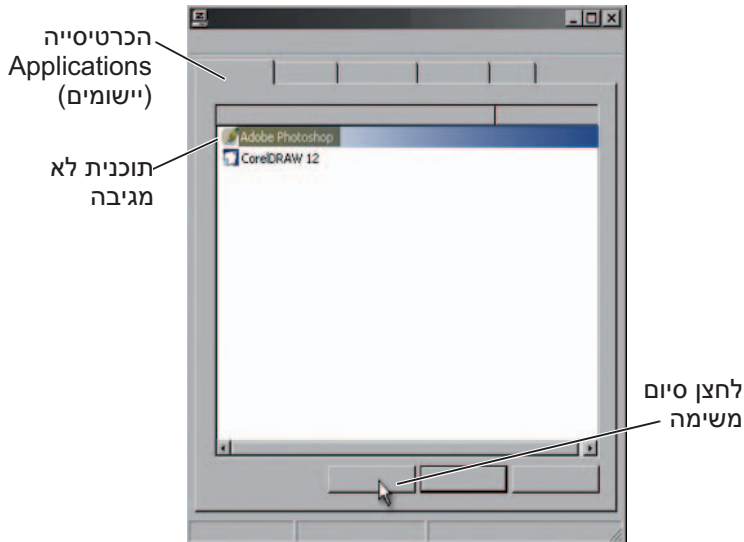 הכרטיסייה
Applications
(יישומים)
Adobe Photoshop
CorelDRAW 12
תוכנית לא
מגיבה
לחצן סיום
משימה